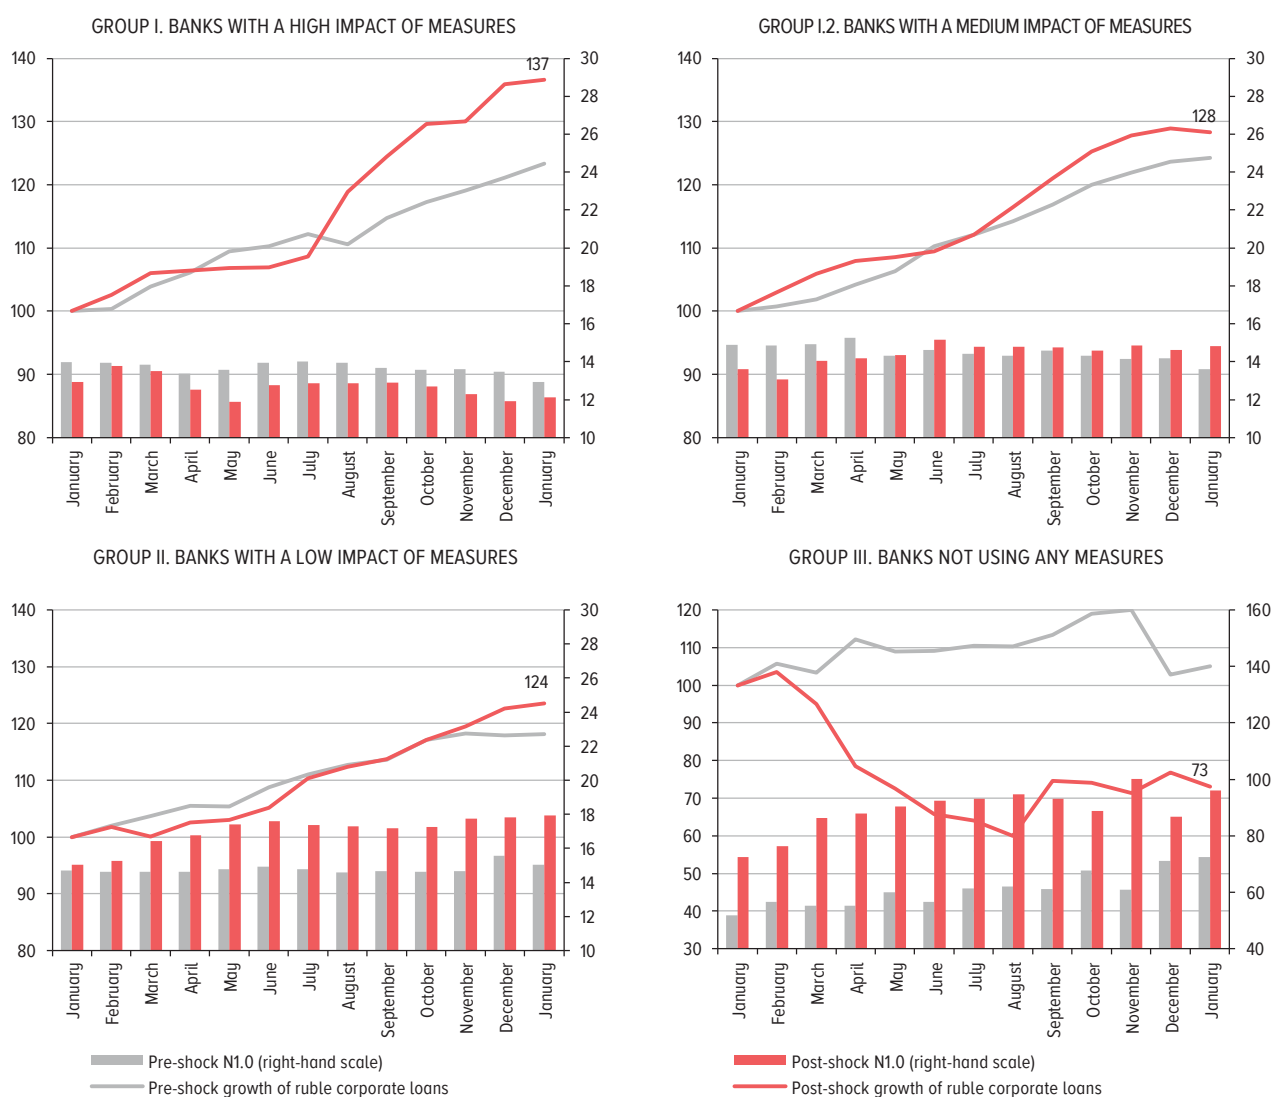 GROUP I. BANKS WITH A HIGH IMPACT OF MEASURES
140
130
120
110
100
90
80
30
28
26
24
22
20
18
16
14
12
10
137
January
February
March
April
May
June
July
August
September
October
November
December
January
GROUP I.2. BANKS WITH A MEDIUM IMPACT OF MEASURES
140
130
120
110
100
90
80
30
28
26
24
22
20
18
16
14
12
10
128
January
February
March
April
May
June
July
August
September
October
November
December
January
GROUP II. BANKS WITH A LOW IMPACT OF MEASURES
140
130
120
110
100
90
80
30
28
26
24
22
20
18
16
14
12
10
124
January
February
March
April
May
June
July
August
September
October
November
December
January
GROUP III. BANKS NOT USING ANY MEASURES
120
110
100
90
80
70
60
50
40
30
160
140
120
100
80
60
40
73
January
February
March
April
May
June
July
August
September
October
November
December
January
Pre-shock N1.0 (right-hand scale)
Pre-shock growth of ruble corporate loans
Post-shock N1.0 (right-hand scale)
Post-shock growth of ruble corporate loans